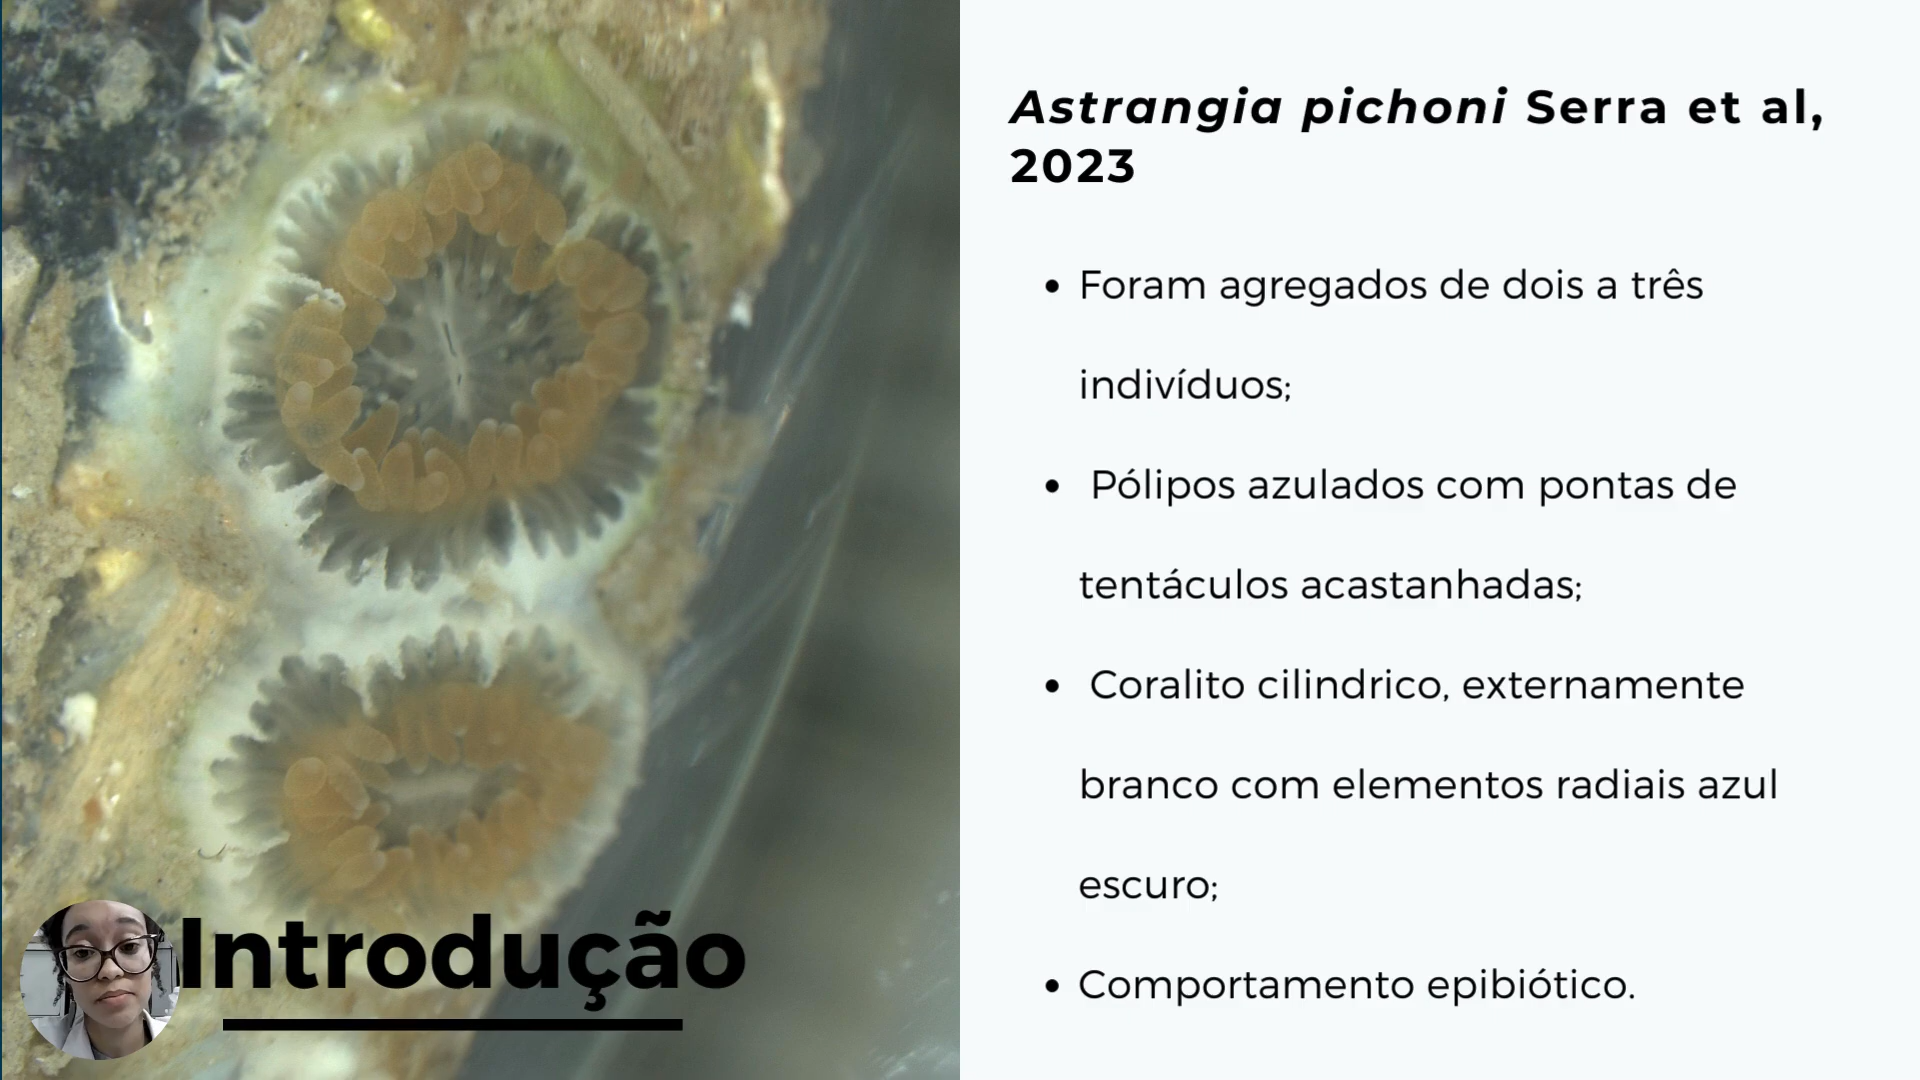 Astrangia pichoni Serra et al,
2023
Foram agregados de dois a três
indivíduos;
Pólipos azulados com pontas de
tentáculos acastanhadas;
Coralito cilindrico, externamente
branco com elementos radiais azul
escuro;
Comportamento epibiótico.
Introdução